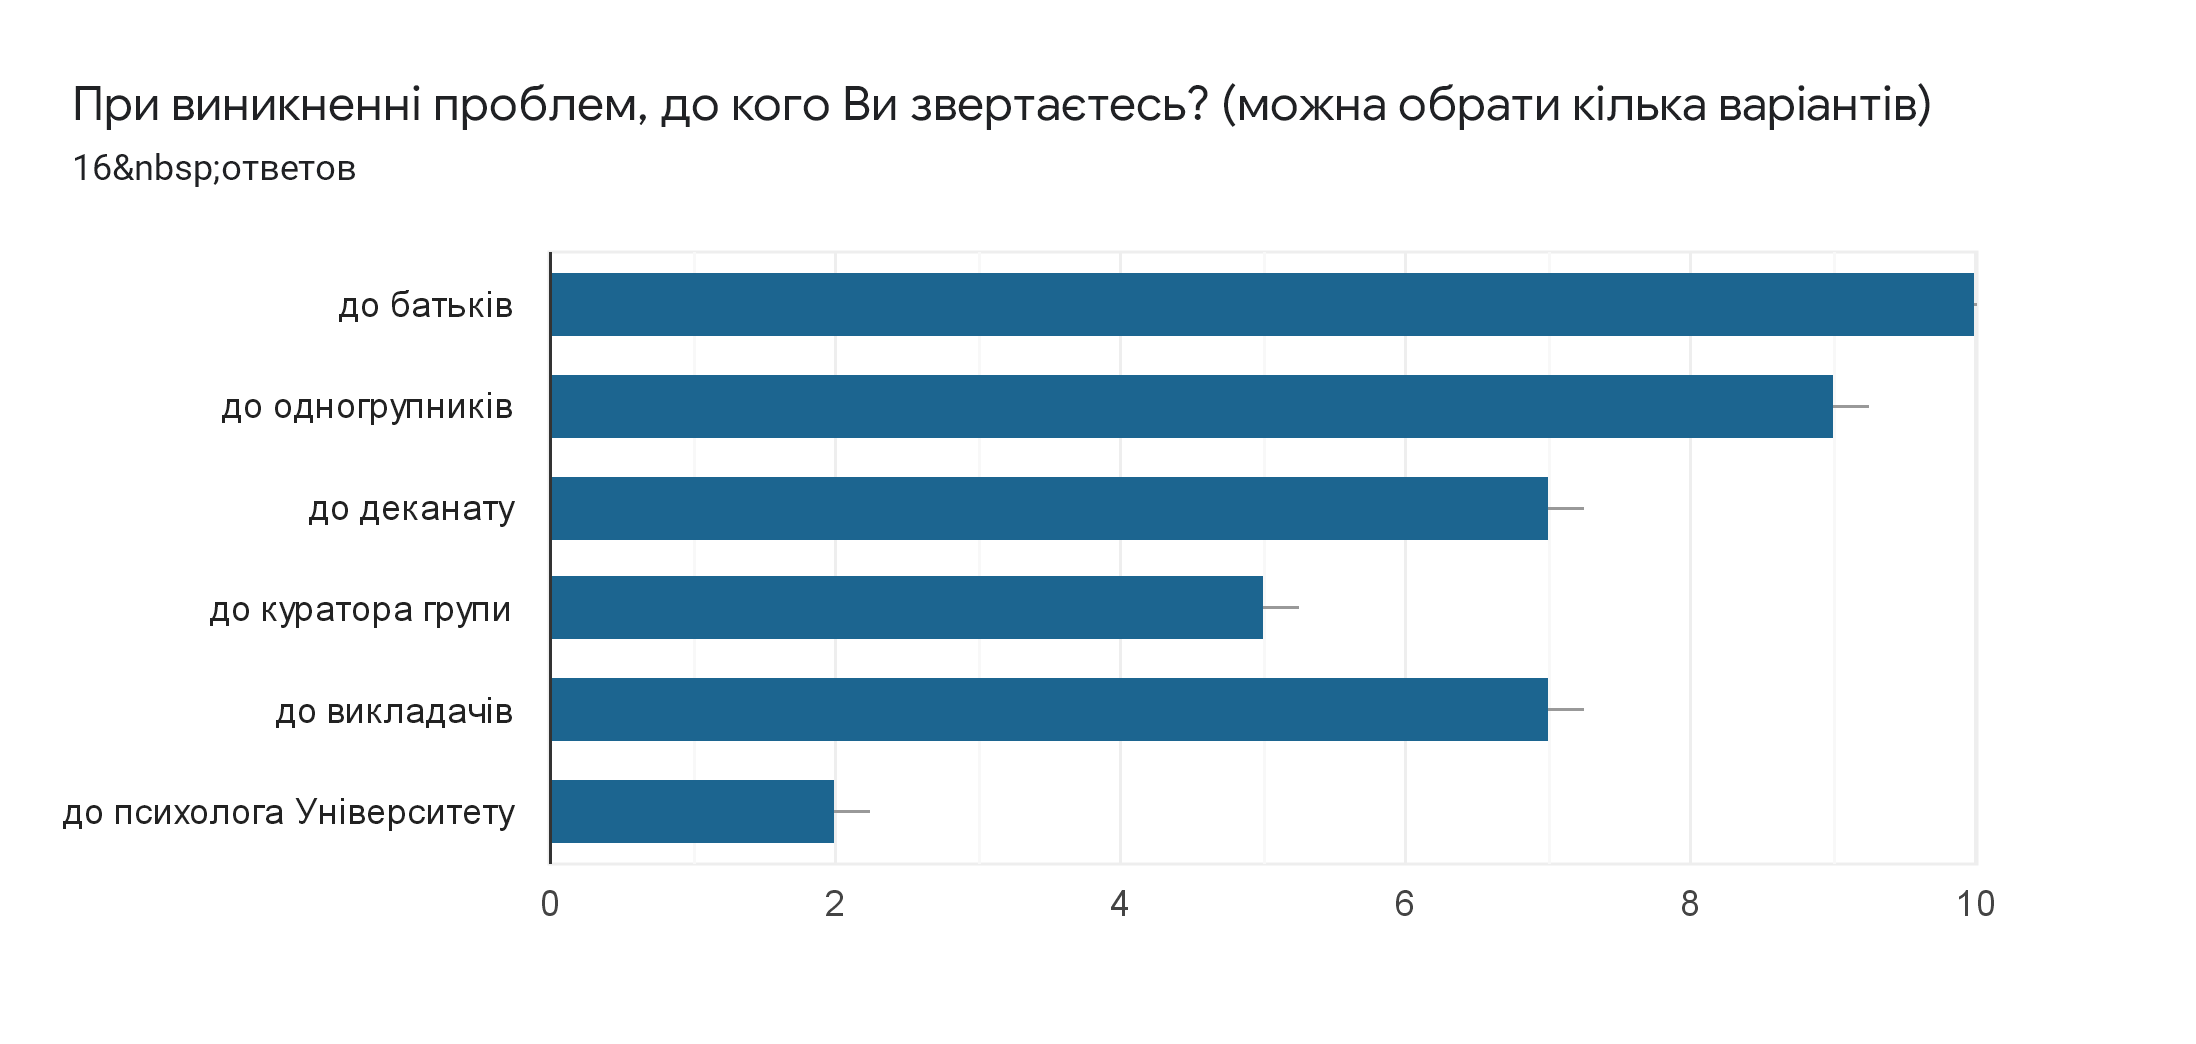 При виникненні проблем, до кого Ви звертаєтесь? (можна обрати кілька варіантів)
16&nbsp;ответов
до батьків
до одногрупників
до деканату
до куратора групи
до викладачів
до психолога Університету
0 2 4 6 8 10